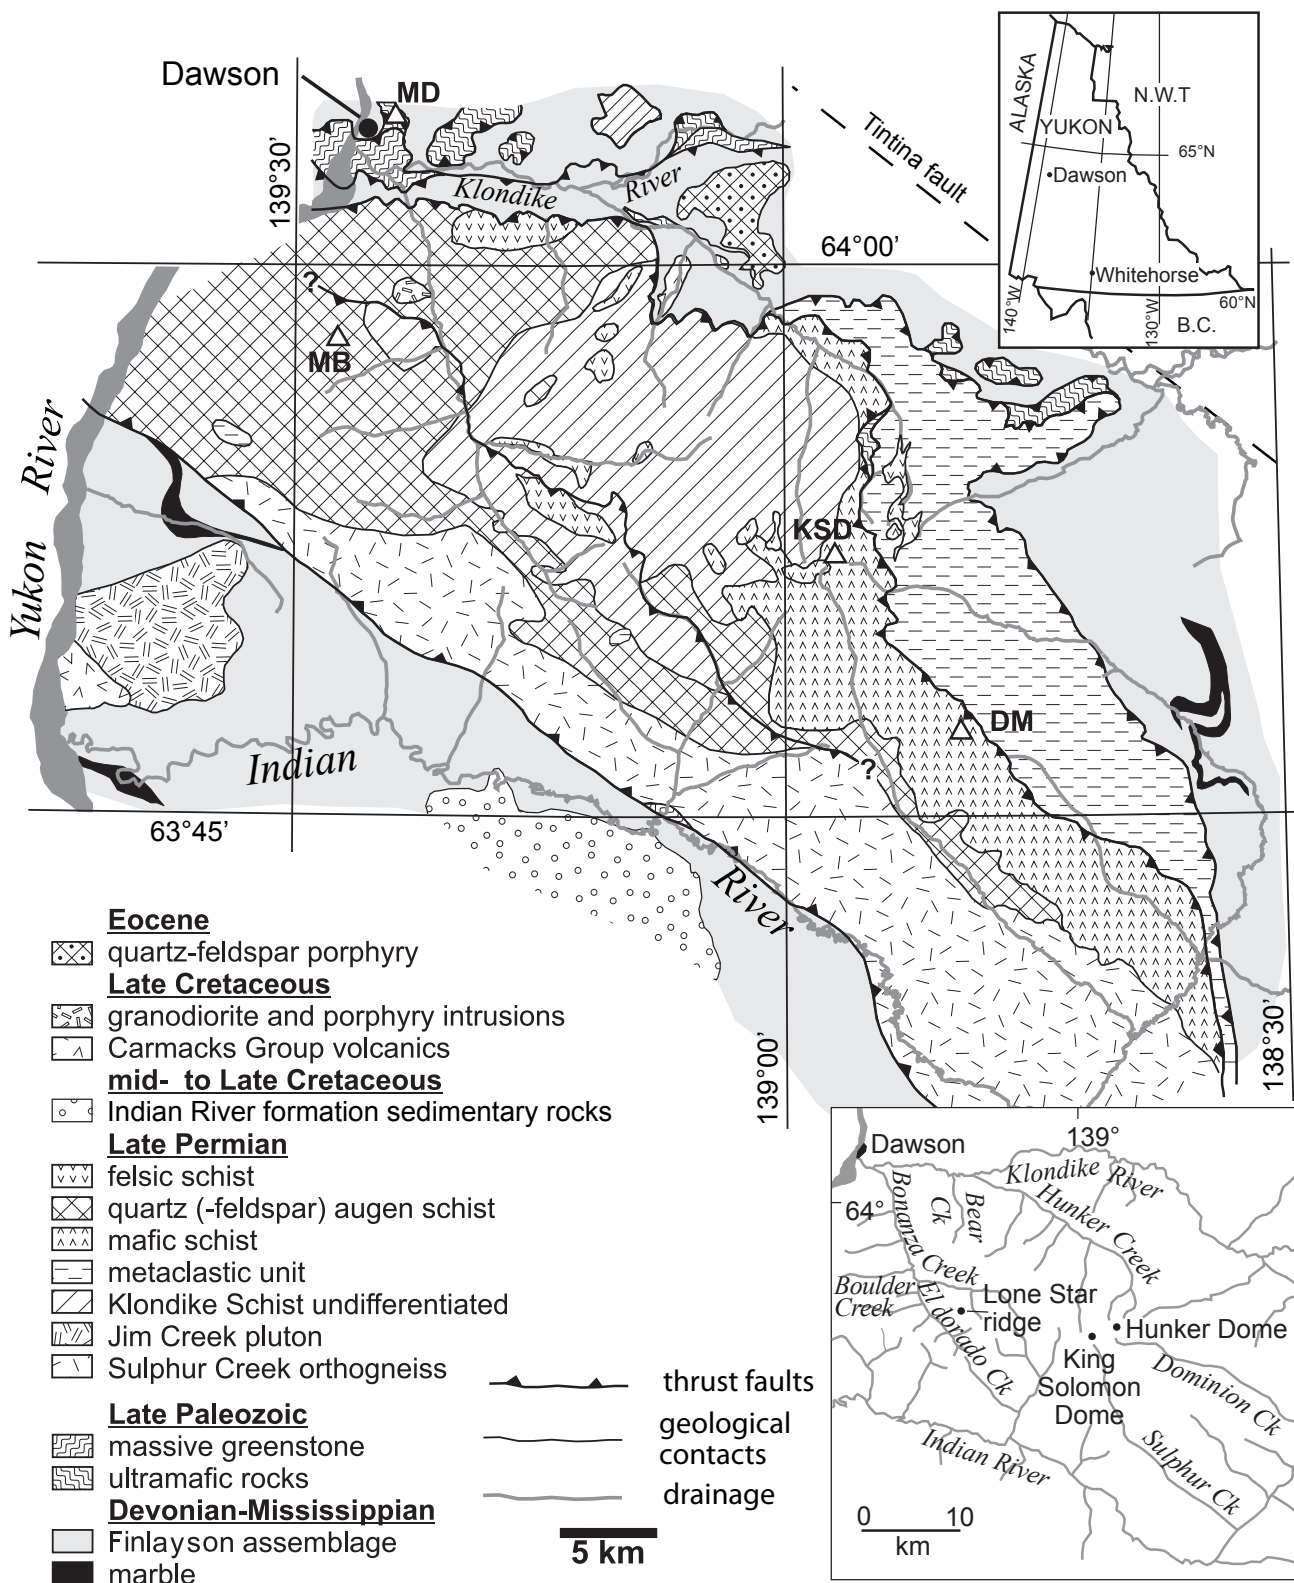 Dawson
MD
139°30’
Klondike
River
Tintina fault
64°00’
ALASKA
N.W.T
YUKON
65°N
Dawson
Whitehorse
140°W
130°W
60°N
B.C.
?
MB
Yukon River
KSD
DM
?
Indian
River
63°45’
139°00’
138°30’
Eocene
quartz-feldspar porphyry
Late Cretaceous
granodiorite and porphyry intrusions
Carmacks Group volcanics
mid- to Late Cretaceous
Indian River formation sedimentary rocks
Late Permian
felsic schist
quartz (-feldspar) augen schist
mafic schist
metaclastic unit
Klondike Schist undifferentiated
Jim Creek pluton
Sulphur Creek orthogneiss
Late Paleozoic
massive greenstone
ultramafic rocks
Devonian-Mississippian
Finlayson assemblage
marble
thrust faults
geological
contacts
drainage
5 km
Dawson
139°
64°
Klondike River
Bonanza Creek
Bear
Ck
Hunker Creek
Boulder
Creek
El dorado Ck
Lone Star
ridge
Hunker Dome
King
Solomon
Dome
Dominion Ck
Sulphur Ck
Indian River
0 10
km